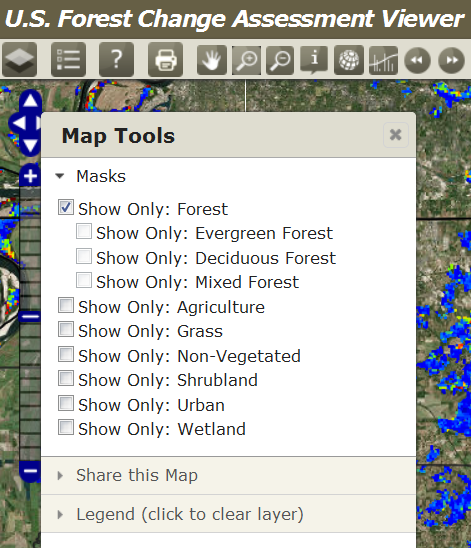 U.S. Forest Change Assessment Viewer
Map Tools
Masks
Show Only: Forest
Show Only: Evergreen Forest
Show Only: Deciduous Forest
Show Only: Mixed Forest
Show Only: Agriculture
Show Only: Grass
Show Only: Non-Vegetated
Show Only: Shrubland
Show Only: Urban
Show Only: Wetland
Share this Map
Legend (click to clear layer)